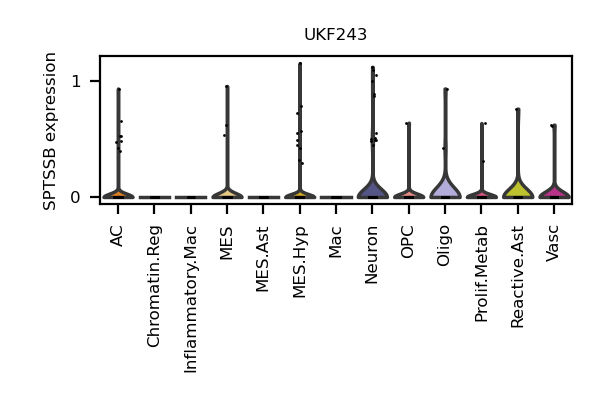 UKF243
SPTSSB expression
1
0
AC
Chromatin.Reg
Inflammatory.Mac
MES
MES.Ast
MES.Hyp
Mac
Neuron
OPC
Oligo
Prolif.Metab
Reactive.Ast
Vasc